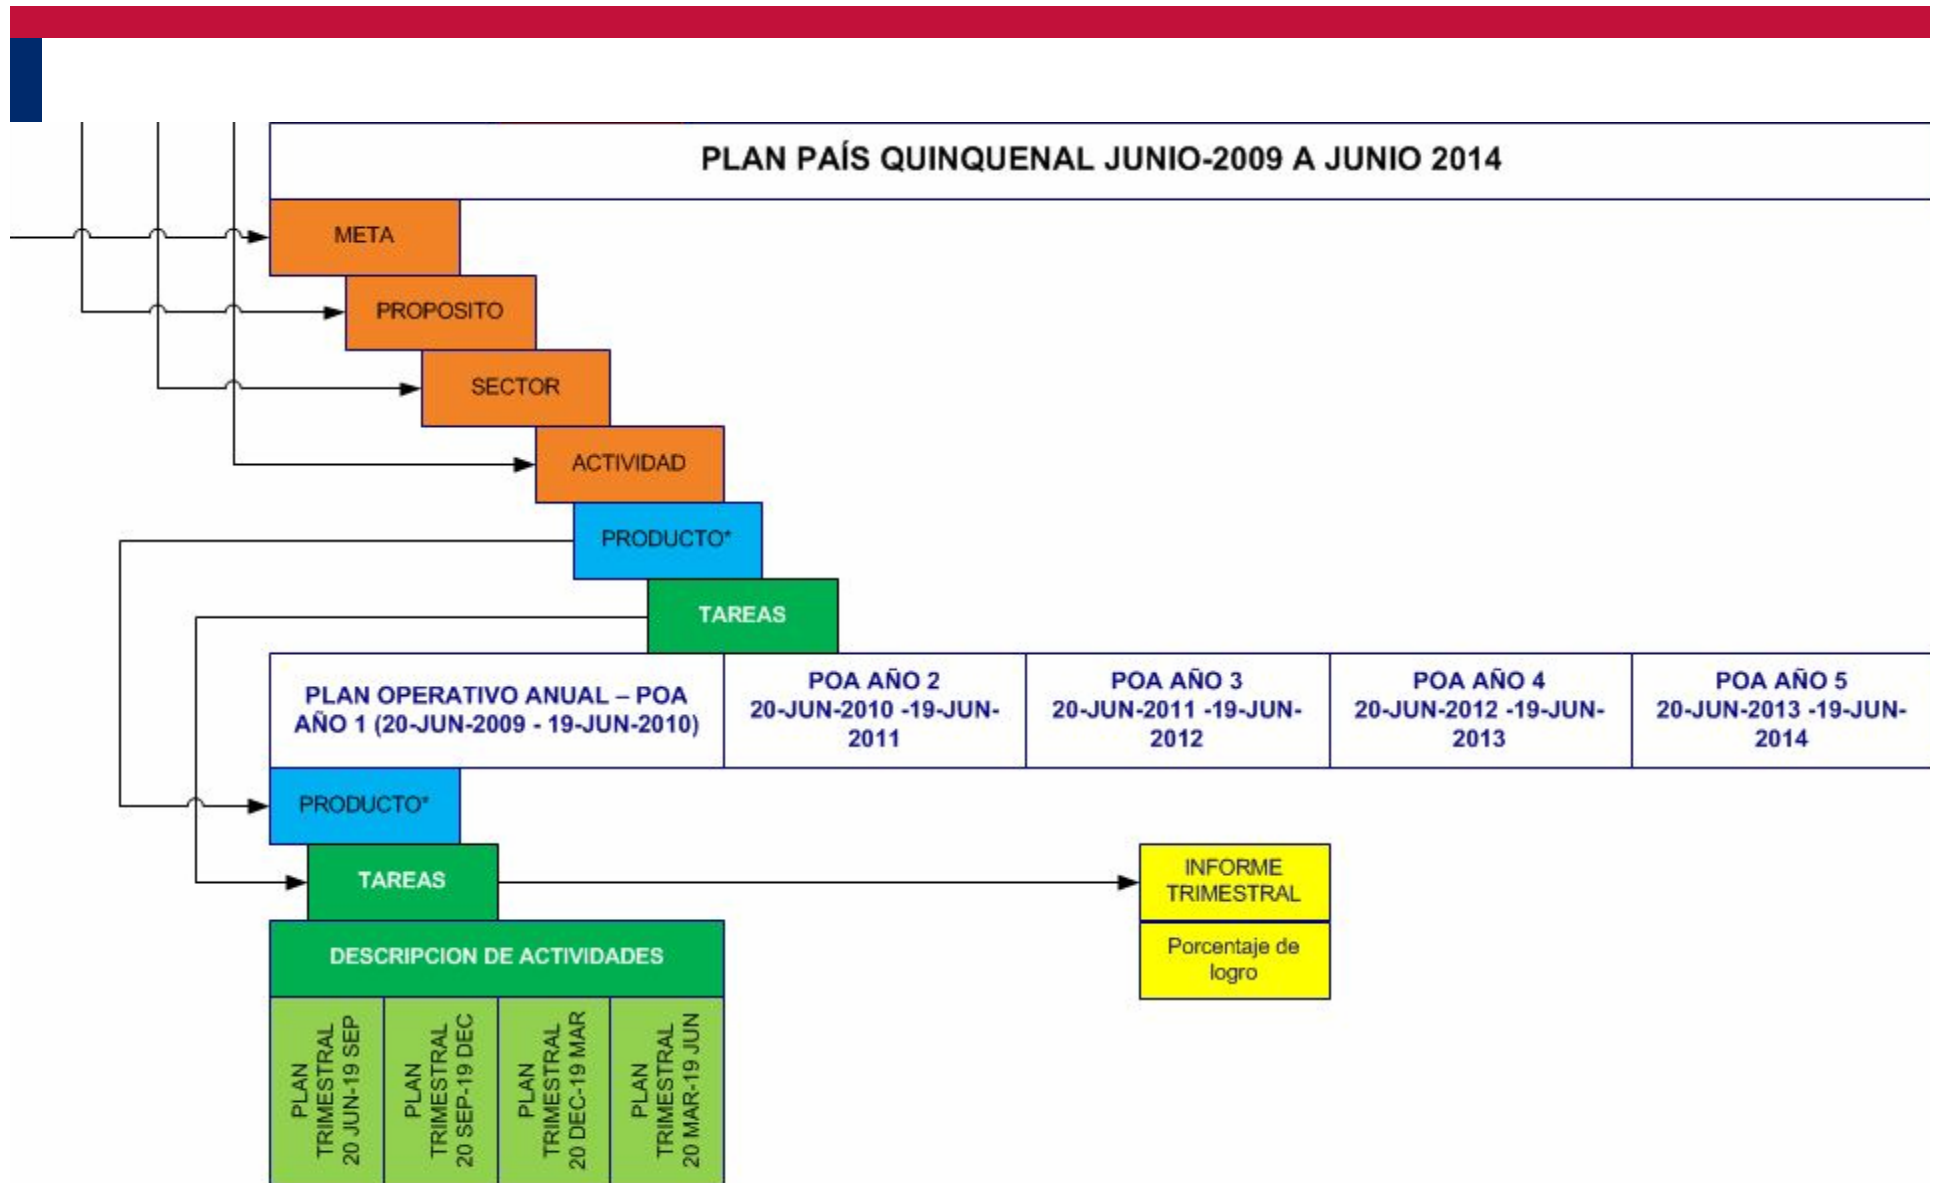 PLAN PAÍS QUINQUENAL JUNIO-2009 A JUNIO 2014
META
PROPOSITO
SECTOR
ACTIVIDAD
PRODUCTO*
TAREAS
PLAN OPERATIVO ANUAL – POA
AÑO 1 (20-JUN-2009 - 19-JUN-2010)
POA AÑO 2
20-JUN-2010 -19-JUN-
2011
POA AÑO 3
20-JUN-2011 -19-JUN-
2012
POA AÑO 4
20-JUN-2012 -19-JUN-
2013
POA AÑO 5
20-JUN-2013 -19-JUN-
2014
PRODUCTO*
TAREAS
INFORME
TRIMESTRAL
Porcentaje de
logro
DESCRIPCION DE ACTIVIDADES
PLAN
TRIMESTRAL
20 JUN-19 SEP
PLAN
TRIMESTRAL
20 SEP-19 DEC
PLAN
TRIMESTRAL
20 DEC-19 MAR
PLAN
TRIMESTRAL
20 MAR-19 JUN